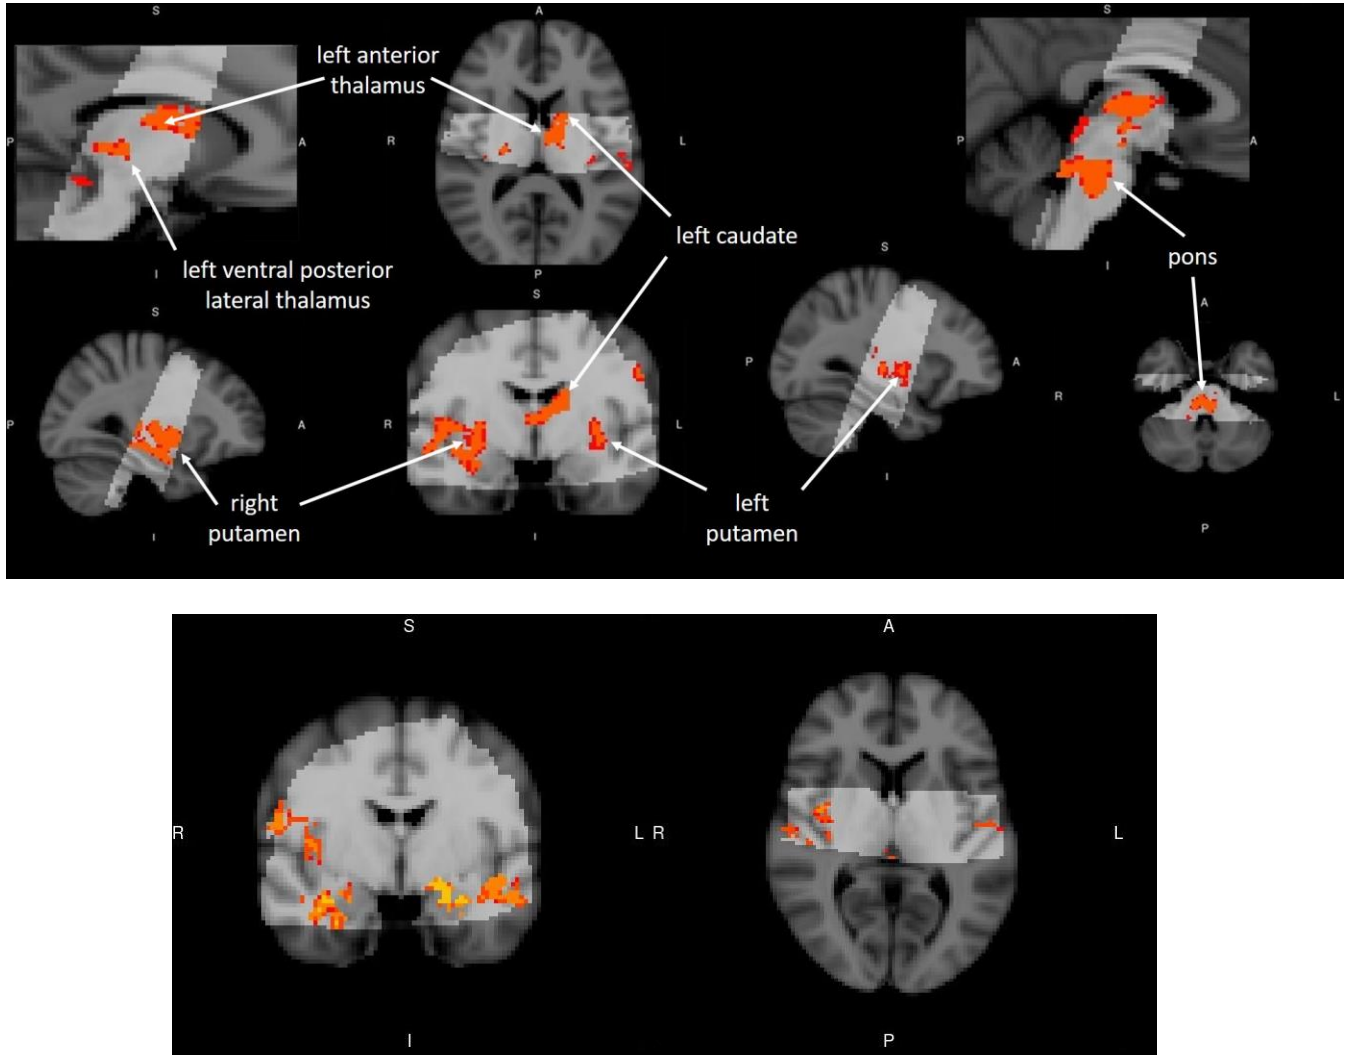 S
A
S
left anterior
thalamus
P
A
R
L
P
A
left caudate
left ventral posterior
lateral thalamus
I
P
I
pons
S
S
S
A
P
A
R
L
P
A
R
L
right
putamen
left
putamen
I
I
I
P
S
A
R
L
R
L
I
P